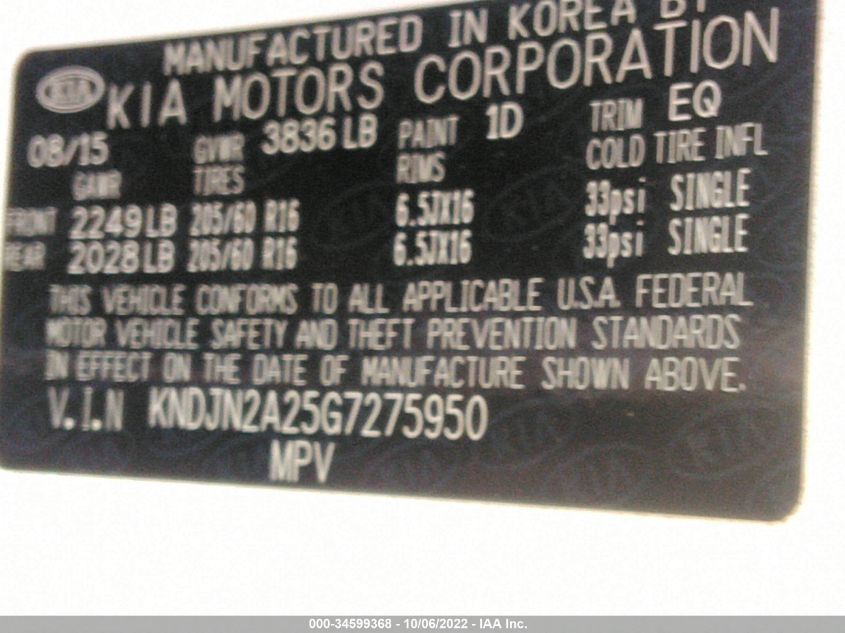 MANUFACTURED IN KOREA BY
KIA KIA MOTORS CORPORATION
08/15 GVWR 3836 LB PAINT 1D TRIM EQ
GAWR TIRES RIMS COLD TIRE INFL
FRONT 2249 LB 205/60 R16 6.5JX16 33psi SINGLE
REAR 2028 LB 205/60 R16 6.5JX16 33psi SINGLE
THIS VEHICLE CONFORMS TO ALL APPLICABLE U.S.A. FEDERAL
MOTOR VEHICLE SAFETY AND THEFT PREVENTION STANDARDS
IN EFFECT ON THE DATE OF MANUFACTURE SHOWN ABOVE.
V.I.N KNDJN2A25G7275950
MPV
000-34599368 - 10/06/2022 - IAA Inc.